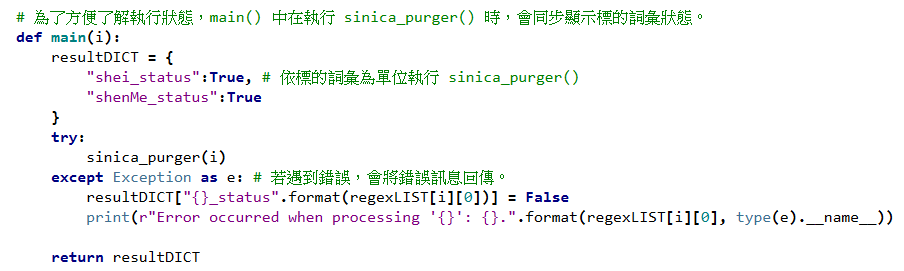 # 為了方便了解執行狀態，main() 中在執行 sinica_purger() 時，會同步顯示標的詞彙狀態。
def main(i):
    resultDICT = {
        "shei_status":True, # 依標的詞彙為單位執行 sinica_purger()
        "shenMe_status":True
    }
    try:
        sinica_purger(i)
    except Exception as e: # 若遇到錯誤，會將錯誤訊息回傳。
        resultDICT["{}_status".format(regexLIST[i][0])] = False
        print(r"Error occurred when processing '{}': {}.".format(regexLIST[i][0], type(e).__name__))
    return resultDICT